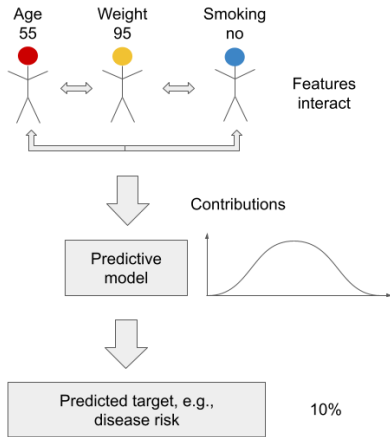 Age Weight Smoking
55 95 no
Features
interact
Contributions
Predictive
model
Predicted target, e.g.,
disease risk
10%